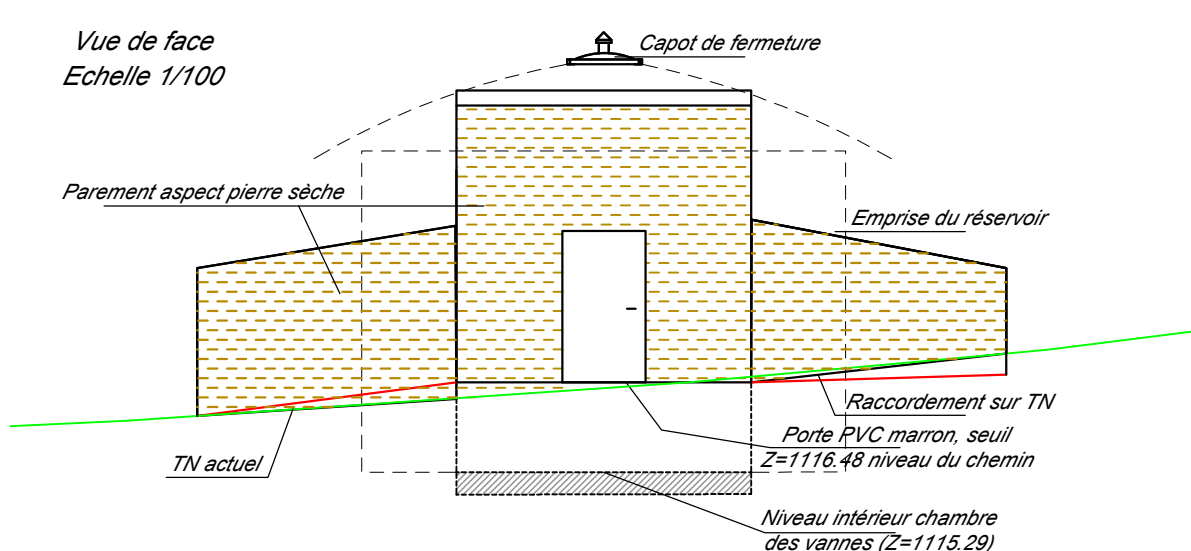 Vue de face
Echelle 1/100
Capot de fermeture
Parement aspect pierre sèche
Emprise du réservoir
Raccordement sur TN
TN actuel
Porte PVC marron, seuil
Z=1116.48 niveau du chemin
Niveau intérieur chambre
des vannes (Z=1115.29)